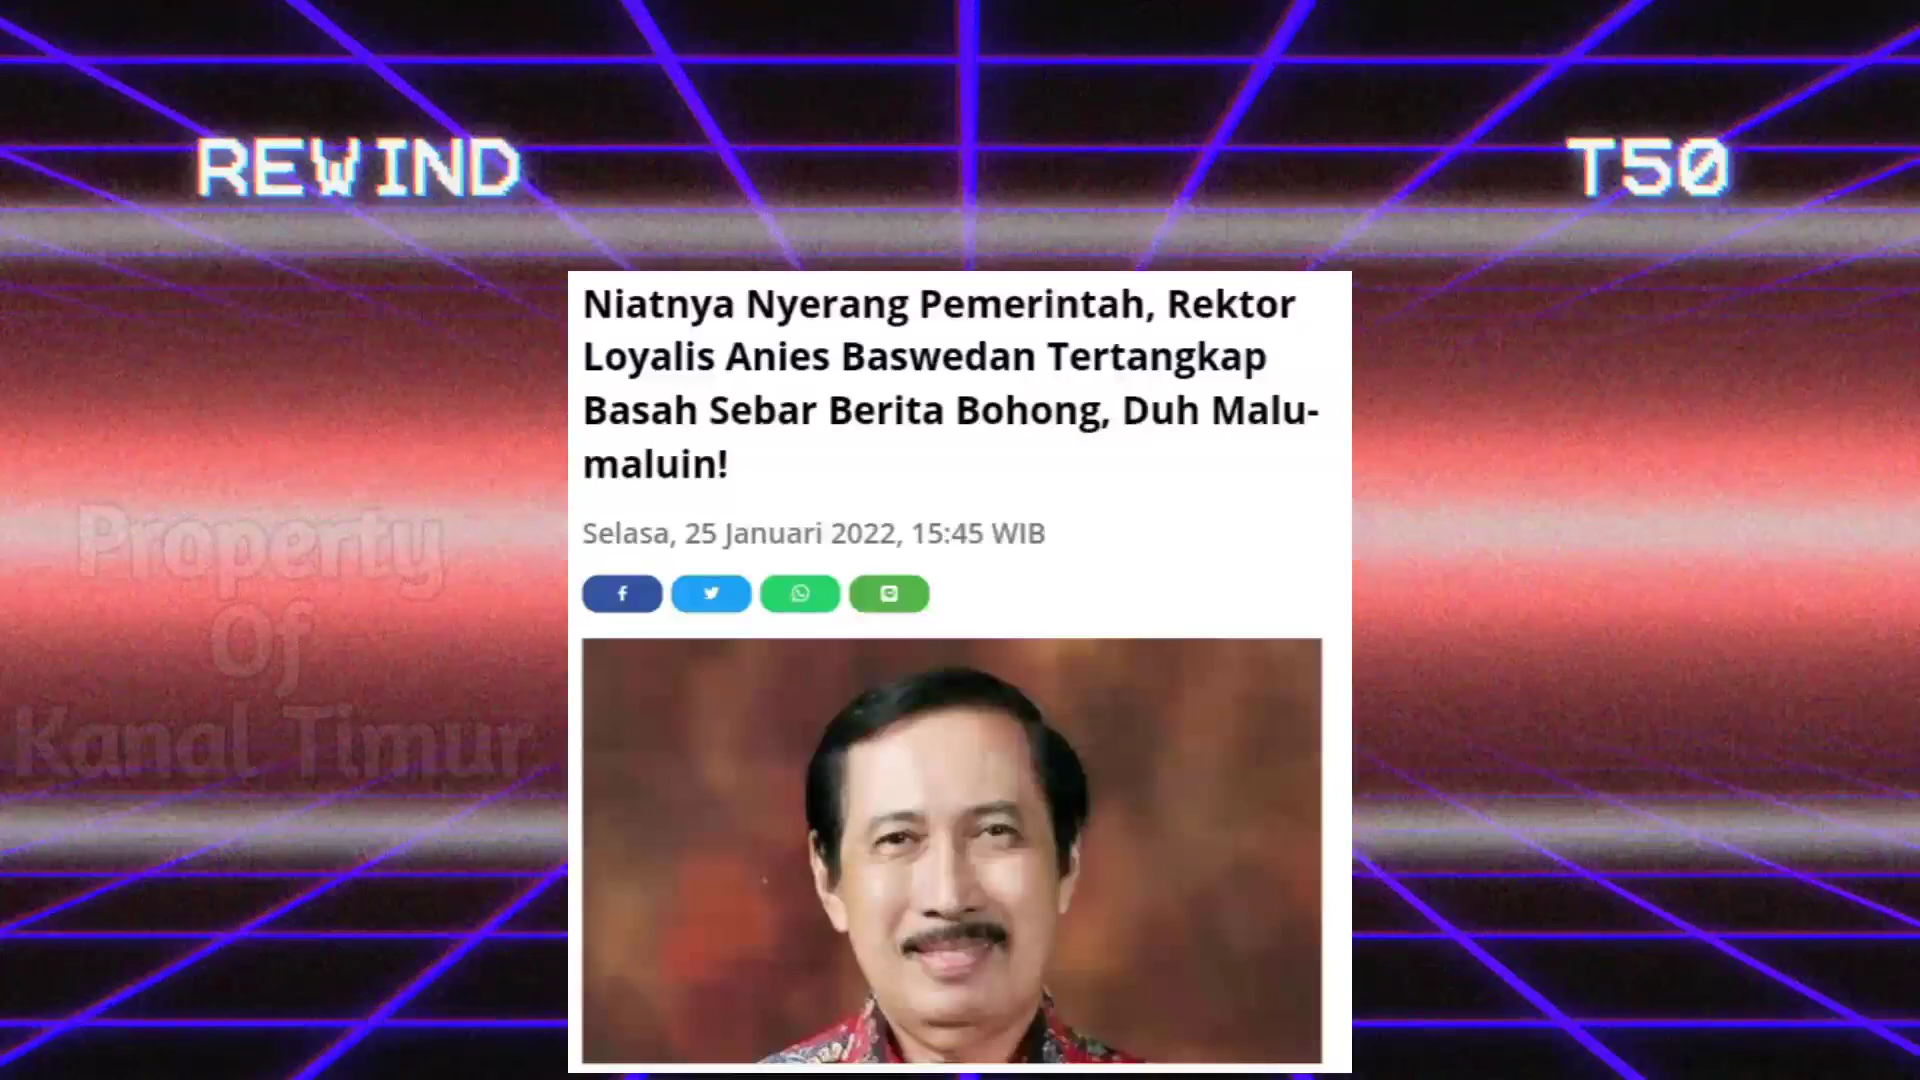 REWIND
T50
Niatnya Nyerang Pemerintah, Rektor
Loyalis Anies Baswedan Tertangkap
Basah Sebar Berita Bohong, Duh Malu-
maluin!
Selasa, 25 Januari 2022, 15:45 WIB
Property
Of
Kanal Timur